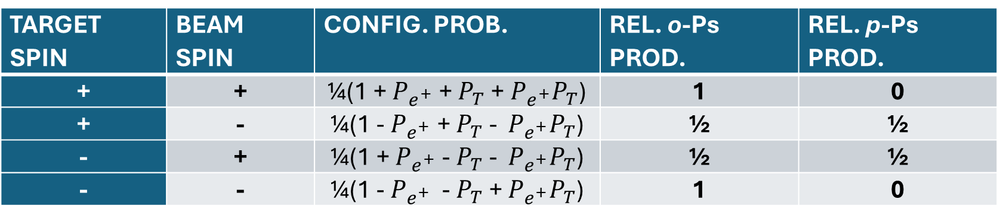 TARGET SPIN BEAM SPIN CONFIG. PROB. REL. o-Ps PROD. REL. p-Ps PROD.
+ + ¼(1 + P_{e^+} + P_T + P_{e^+}P_T) 1 0
+ - ¼(1 - P_{e^+} + P_T - P_{e^+}P_T) ½ ½
- + ¼(1 + P_{e^+} - P_T - P_{e^+}P_T) ½ ½
- - ¼(1 - P_{e^+} - P_T + P_{e^+}P_T) 1 0